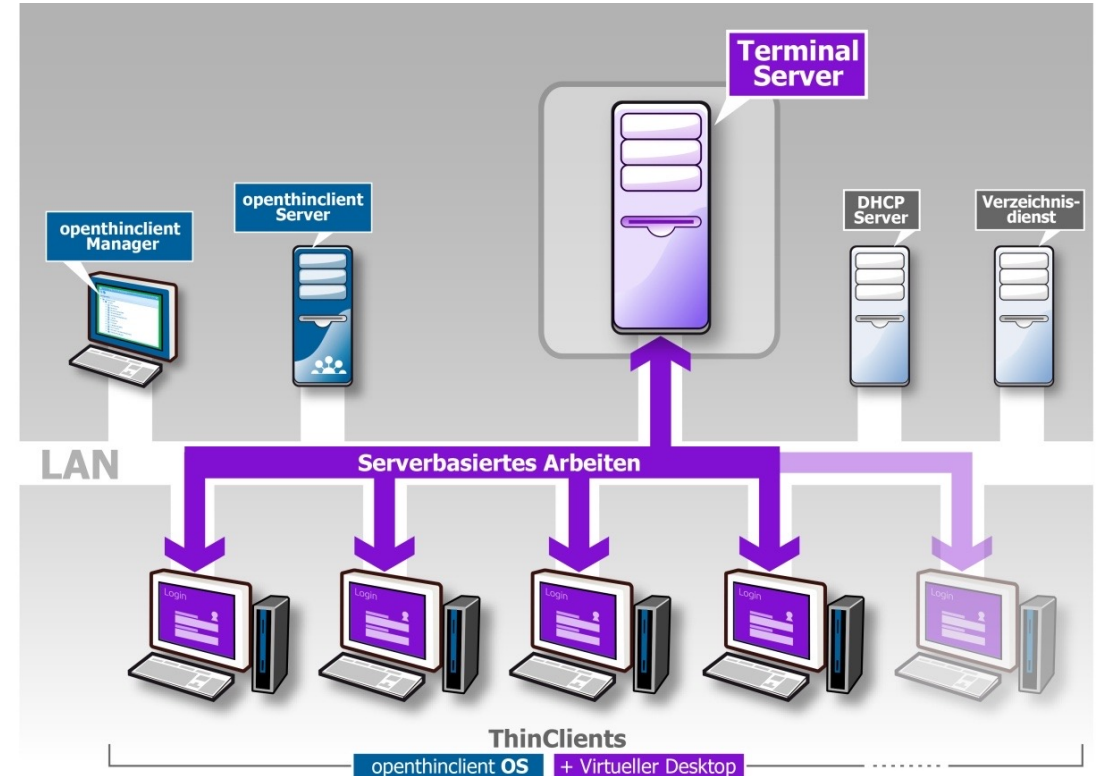 Terminal
Server
openthinclient
Server
DHCP
Server
Verzeichnis-
dienst
openthinclient
Manager
LAN
Serverbasiertes Arbeiten
Login
Login
Login
Login
Login
ThinClients
openthinclient OS
+ Virtueller Desktop